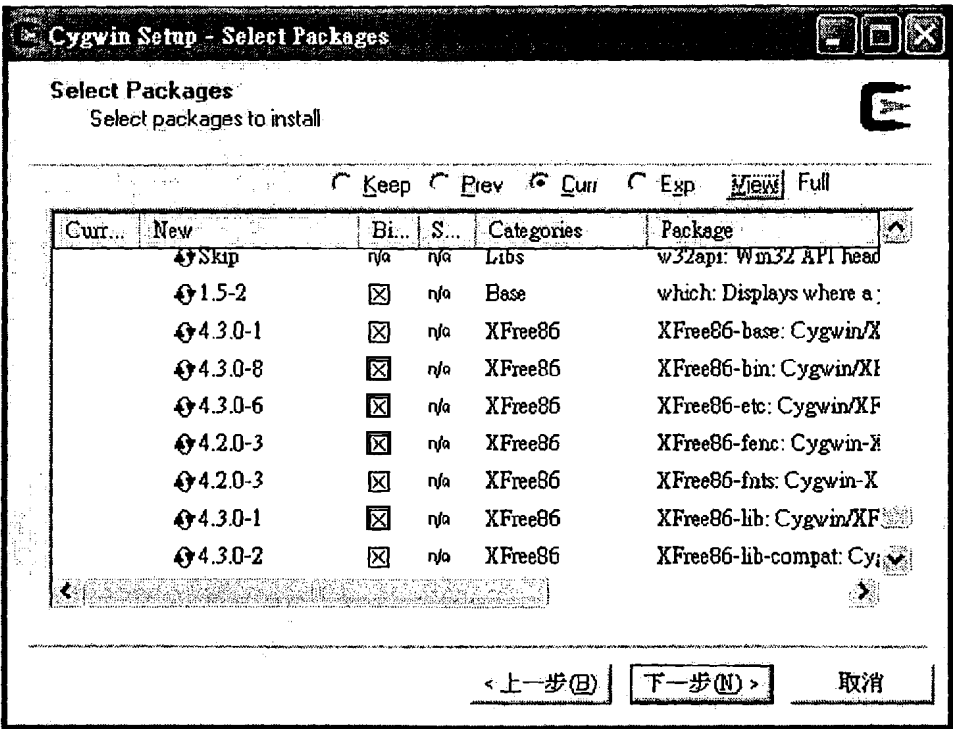 Cygwin Setup - Select Packages
Select Packages
Select packages to install
Keep Prev Curr Exp View Full
Curr... New Bi... S... Categories Package
Skip n/a n/a Libs w32api: Win32 API head
1.5-2 n/a Base which: Displays where a
4.3.0-1 n/a XFree86 XFree86-base: Cygwin/X
4.3.0-8 n/a XFree86 XFree86-bin: Cygwin/XF
4.3.0-6 n/a XFree86 XFree86-etc: Cygwin/XF
4.2.0-3 n/a XFree86 XFree86-fenc: Cygwin-X
4.2.0-3 n/a XFree86 XFree86-fnts: Cygwin-X
4.3.0-1 n/a XFree86 XFree86-lib: Cygwin/XF
4.3.0-2 n/a XFree86 XFree86-lib-compat: Cyg
<上一步(B) 下一步(N)> 取消